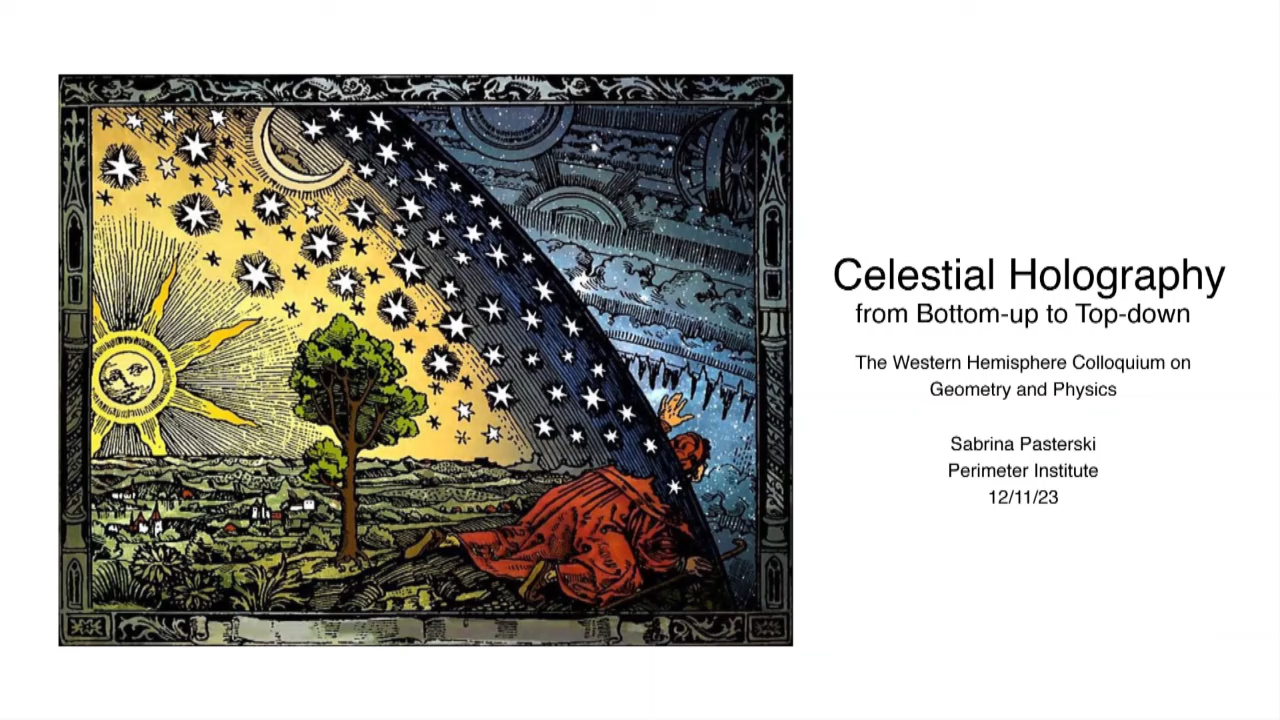 Celestial Holography
from Bottom-up to Top-down
The Western Hemisphere Colloquium on
Geometry and Physics
Sabrina Pasterski
Perimeter Institute
12/11/23